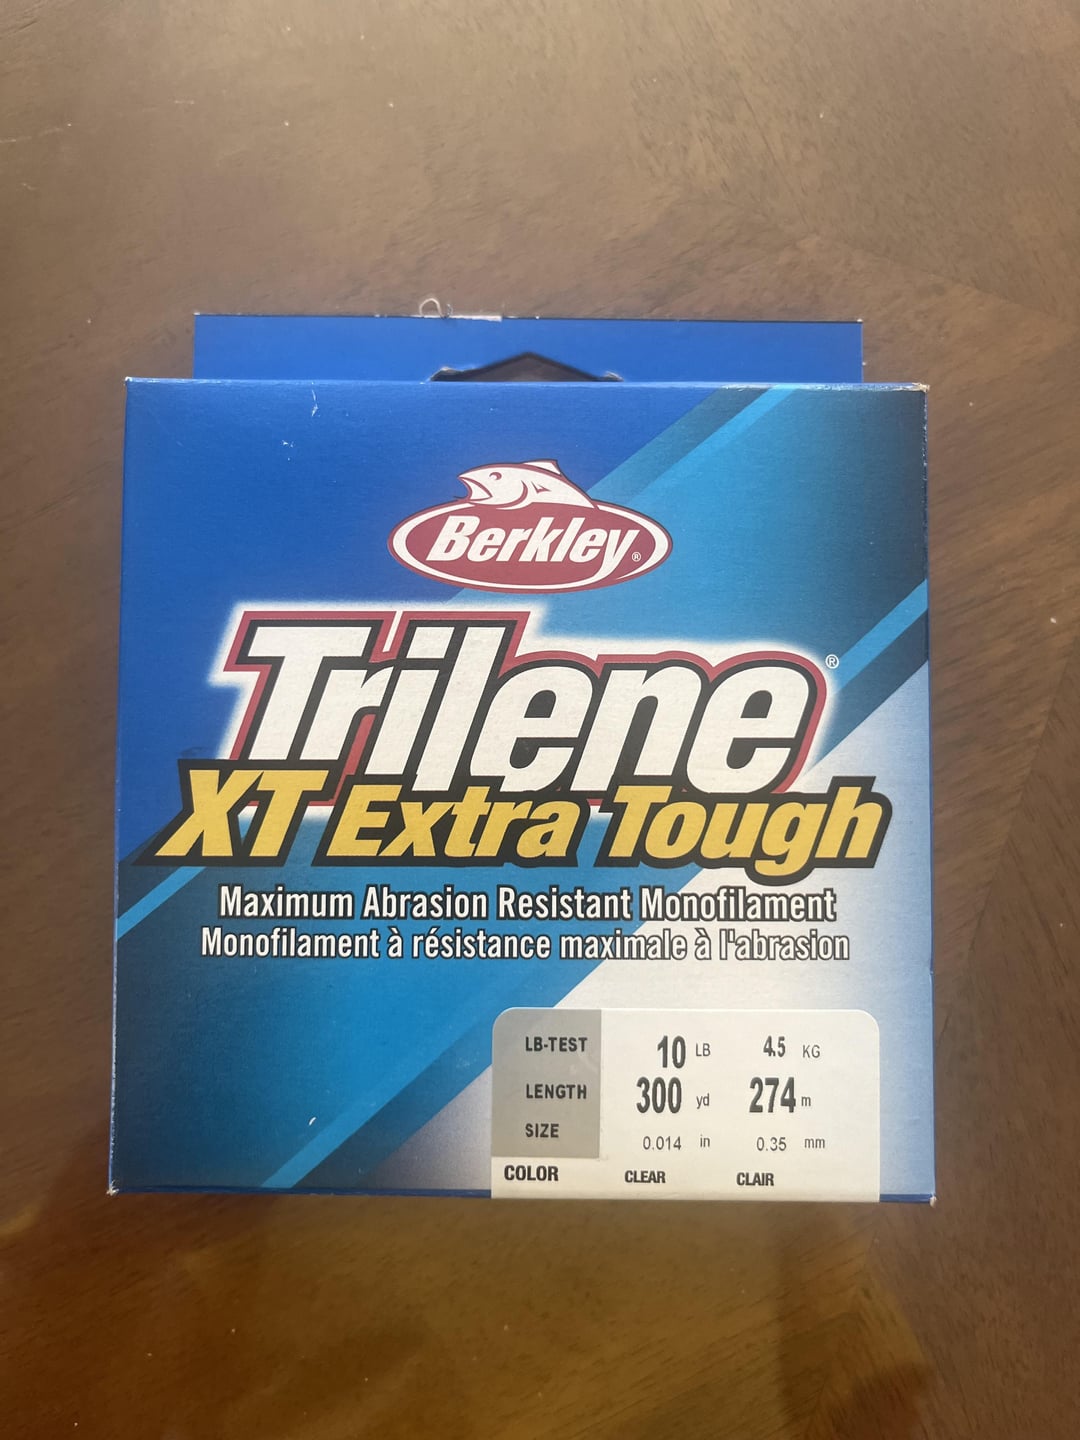 Berkley®
Trilene®
XT Extra Tough
Maximum Abrasion Resistant Monofilament
Monofilament à résistance maximale à l'abrasion
LB-TEST 10 LB 4.5 KG
LENGTH 300 yd 274 m
SIZE 0.014 in 0.35 mm
COLOR CLEAR CLAIR